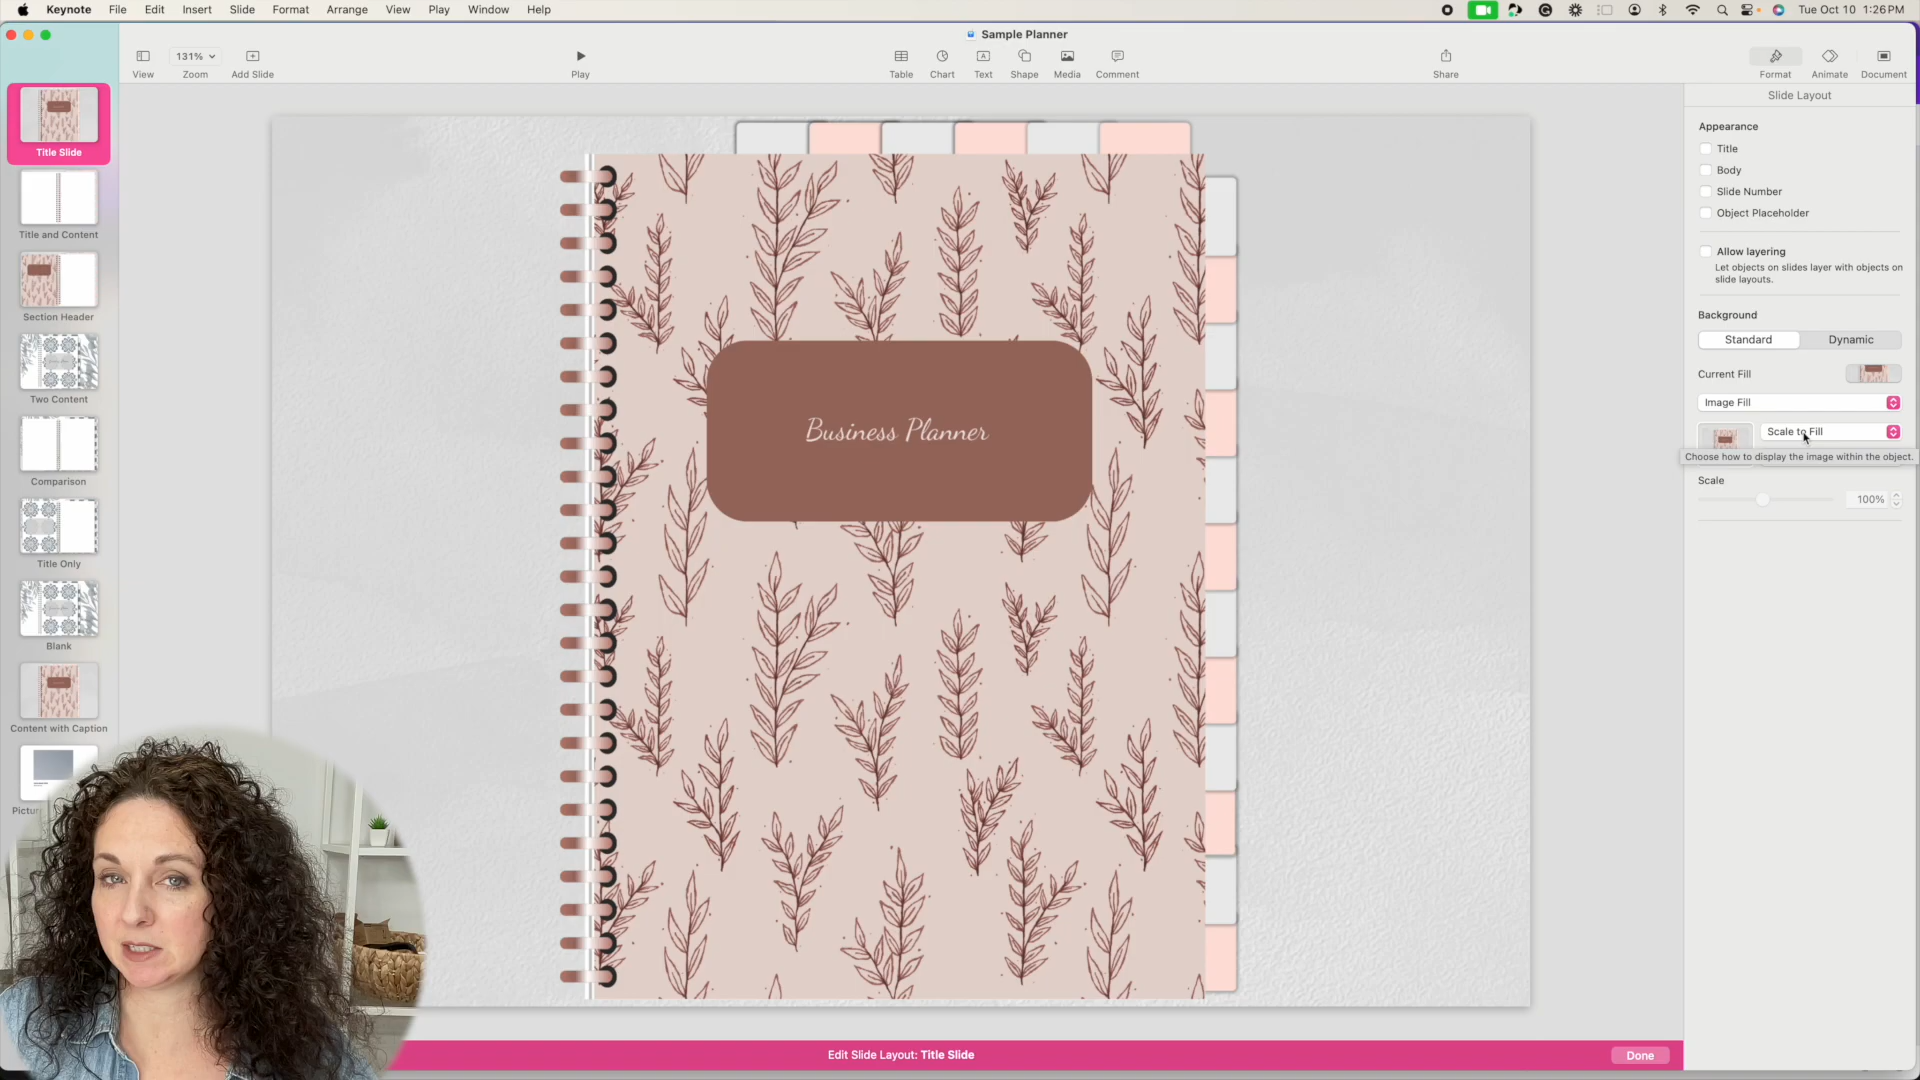 Keynote File Edit Insert Slide Format Arrange View Play Window Help
Tue Oct 10 1:26 PM
Sample Planner
131%
View Zoom Add Slide Play Table Chart Text Shape Media Comment Share Format Animate Document
Title Slide
Title and Content
Section Header
Two Content
Comparison
Title Only
Blank
Content with Caption
Business Planner
Slide Layout
Appearance
Title
Body
Slide Number
Object Placeholder
Allow layering
Let objects on slides layer with objects on
slide layouts.
Background
Standard Dynamic
Current Fill
Image Fill
Scale to Fill
Choose how to display the image within the object.
Scale
100%
Edit Slide Layout: Title Slide
Done